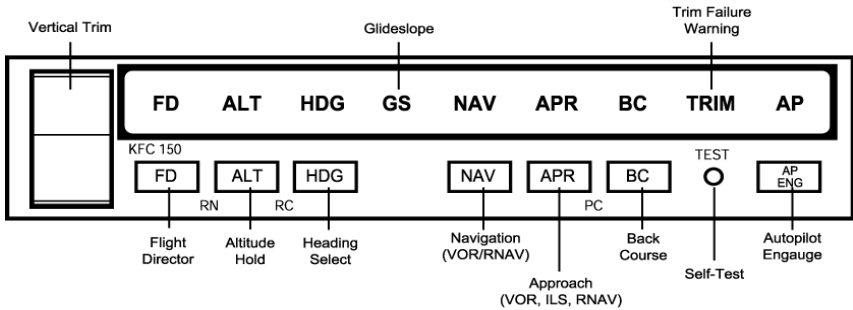 Vertical Trim
Glideslope
Trim Failure
Warning
FD ALT HDG GS NAV APR BC TRIM AP
KFC 150
TEST
FD ALT HDG NAV APR BC AP
ENG
RN RC PC
Flight
Director
Altitude
Hold
Heading
Select
Navigation
(VOR/RNAV)
Approach
(VOR, ILS, RNAV)
Back
Course
Self-Test
Autopilot
Engauge